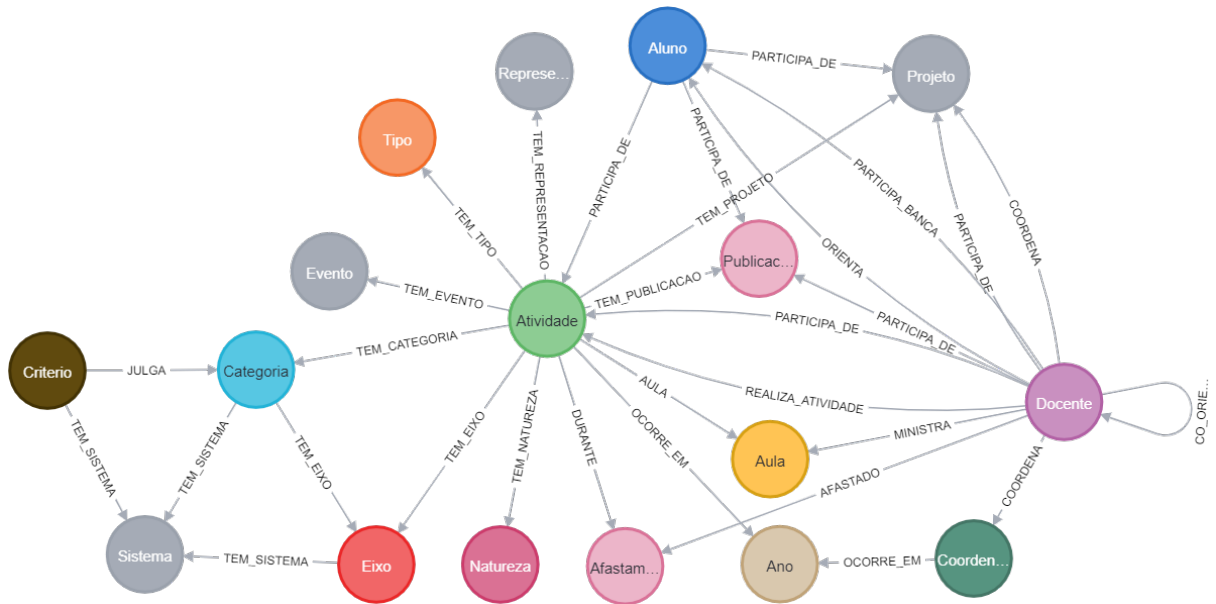 Aluno
PARTICIPA_DE
Projeto
Represe...
Tipo
TEM_REPRESENTACAO
PARTICIPA_DE
PARTICIPA_DE
TEM_PROJETO
PARTICIPA_BANCA
PARTICIPA_DE
COORDENA
TEM_TIPO
ORIENTA
Evento
TEM_EVENTO
Publicac...
TEM_PUBLICACAO
Atividade
PARTICIPA_DE
PARTICIPA_DE
TEM_CATEGORIA
Criterio
JULGA
Categoria
REALIZA_ATIVIDADE
Docente
CO_ORIE...
TEM_SISTEMA
TEM_SISTEMA
TEM_EIXO
TEM_EIXO
TEM_NATUREZA
DURANTE
AULA
OCORRE_EM
MINISTRA
Aula
AFASTADO
COORDENA
Sistema
TEM_SISTEMA
Eixo
Natureza
Afastam...
Ano
OCORRE_EM
Coorden...